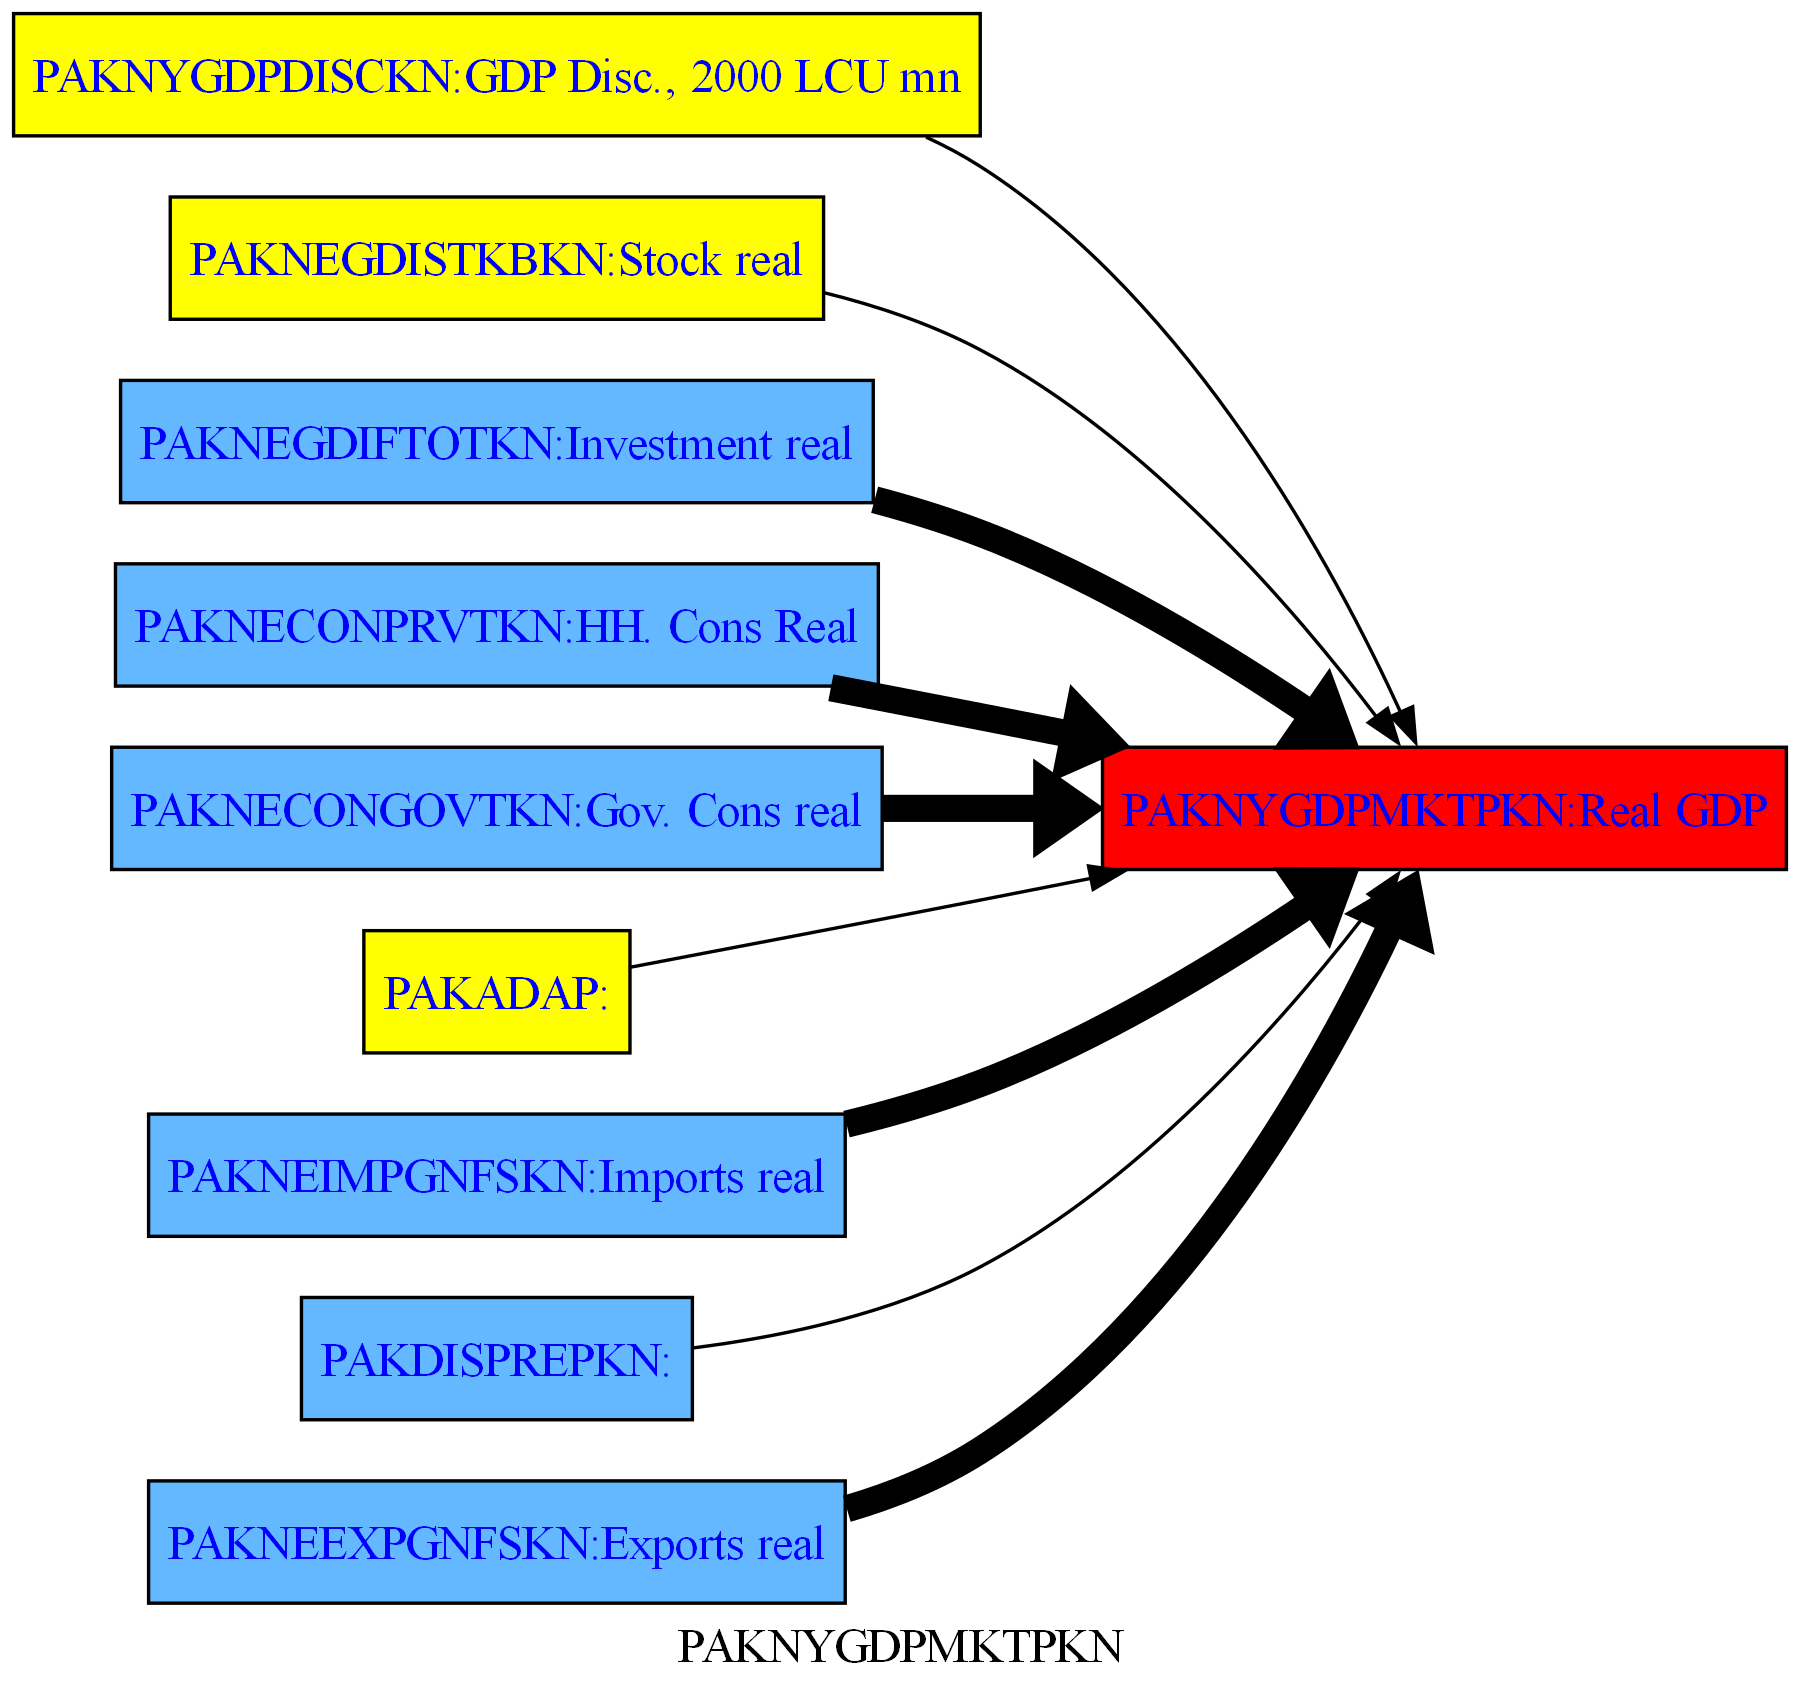 PAKNYGDPDISCKN:GDP Disc., 2000 LCU mn
PAKNEGDISTKBKN:Stock real
PAKNEGDIFTOTKN:Investment real
PAKNECONPRVTKN:HH. Cons Real
PAKNECONGOVTKN:Gov. Cons real
PAKNYGDPMKTPKN:Real GDP
PAKADAP:
PAKNEIMPGNFSKN:Imports real
PAKDISPREPKN:
PAKNEEXPGNFSKN:Exports real
PAKNYGDPMKTPKN